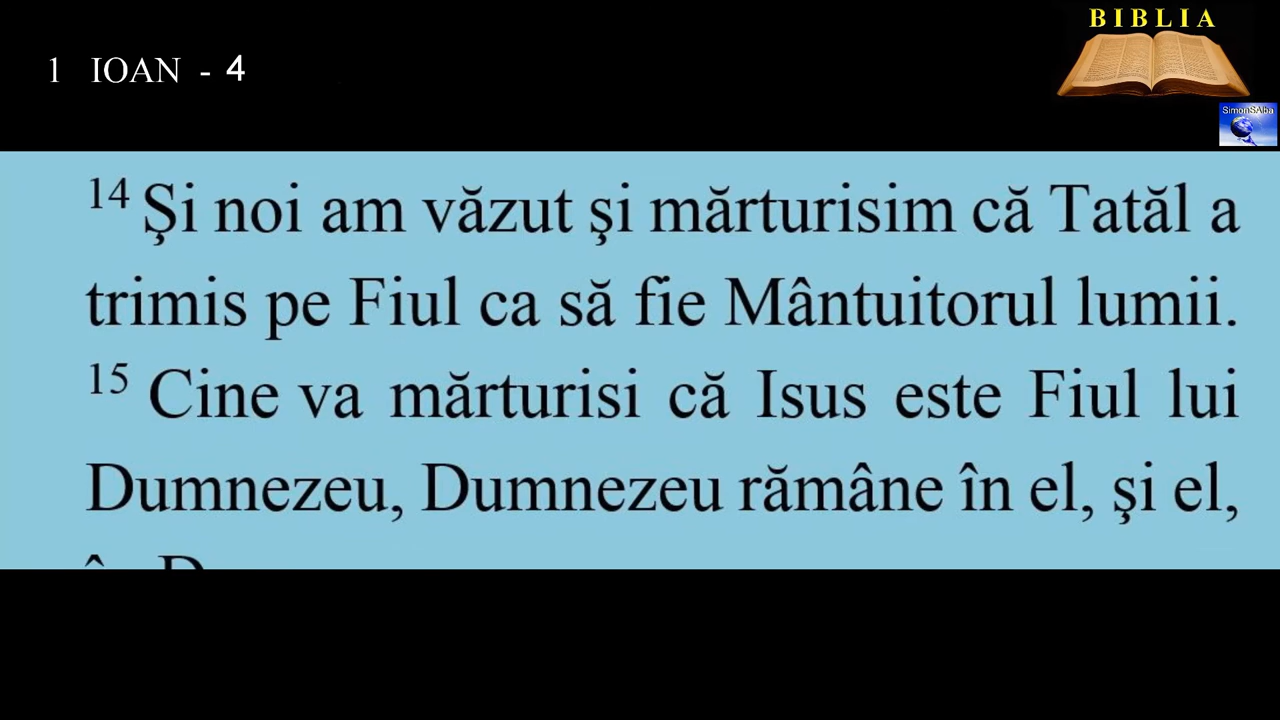 BIBLIA
1 IOAN - 4
SimonSAlba
14 Şi noi am văzut şi mărturisim că Tatăl a
trimis pe Fiul ca să fie Mântuitorul lumii.
15 Cine va mărturisi că Isus este Fiul lui
Dumnezeu, Dumnezeu rămâne în el, şi el,